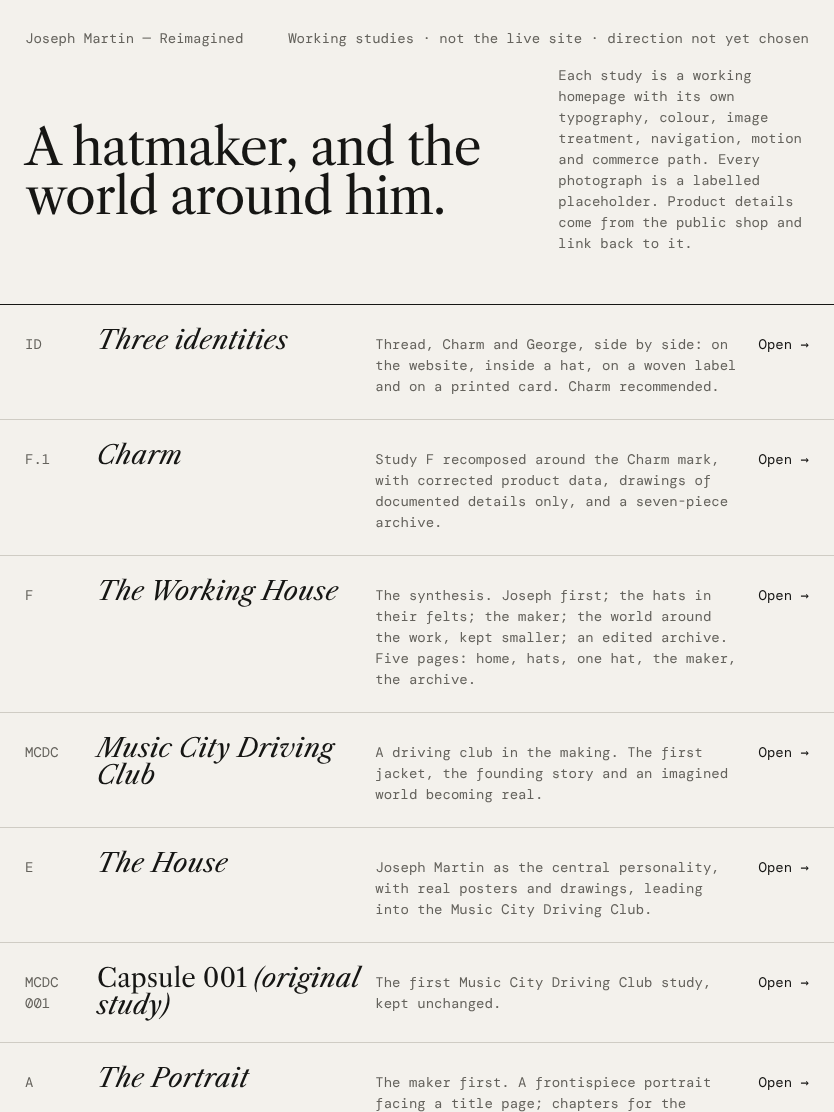 Joseph Martin — Reimagined
Working studies · not the live site · direction not yet chosen
A hatmaker, and the
world around him.
Each study is a working
homepage with its own
typography, colour, image
treatment, navigation, motion
and commerce path. Every
photograph is a labelled
placeholder. Product details
come from the public shop and
link back to it.
ID
Three identities
Thread, Charm and George, side by side: on
the website, inside a hat, on a woven label
and on a printed card. Charm recommended.
Open →
F.1
Charm
Study F recomposed around the Charm mark,
with corrected product data, drawings of
documented details only, and a seven-piece
archive.
Open →
F
The Working House
The synthesis. Joseph first; the hats in
their felts; the maker; the world around
the work, kept smaller; an edited archive.
Five pages: home, hats, one hat, the maker,
the archive.
Open →
MCDC
Music City Driving
Club
A driving club in the making. The first
jacket, the founding story and an imagined
world becoming real.
Open →
E
The House
Joseph Martin as the central personality,
with real posters and drawings, leading
into the Music City Driving Club.
Open →
MCDC
001
Capsule 001 (original
study)
The first Music City Driving Club study,
kept unchanged.
Open →
A
The Portrait
The maker first. A frontispiece portrait
facing a title page; chapters for the
Open →